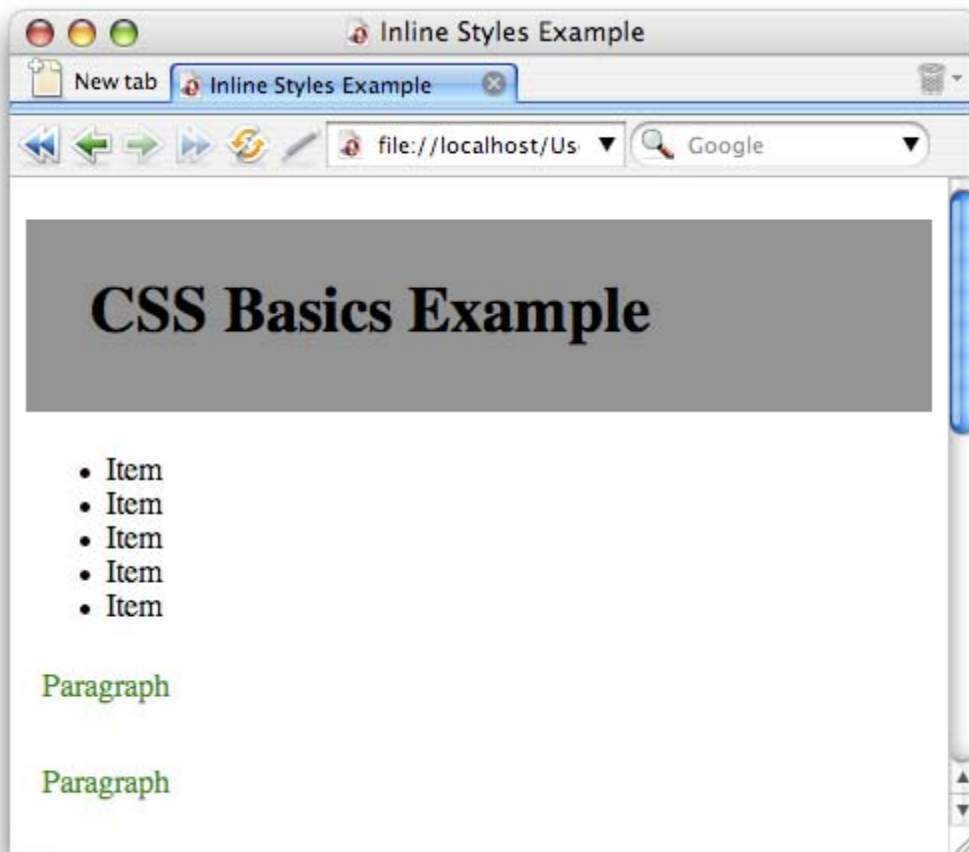 Inline Styles Example
New tab
Inline Styles Example
file://localhost/Us
Google
CSS Basics Example
Item
Item
Item
Item
Item
Paragraph
Paragraph